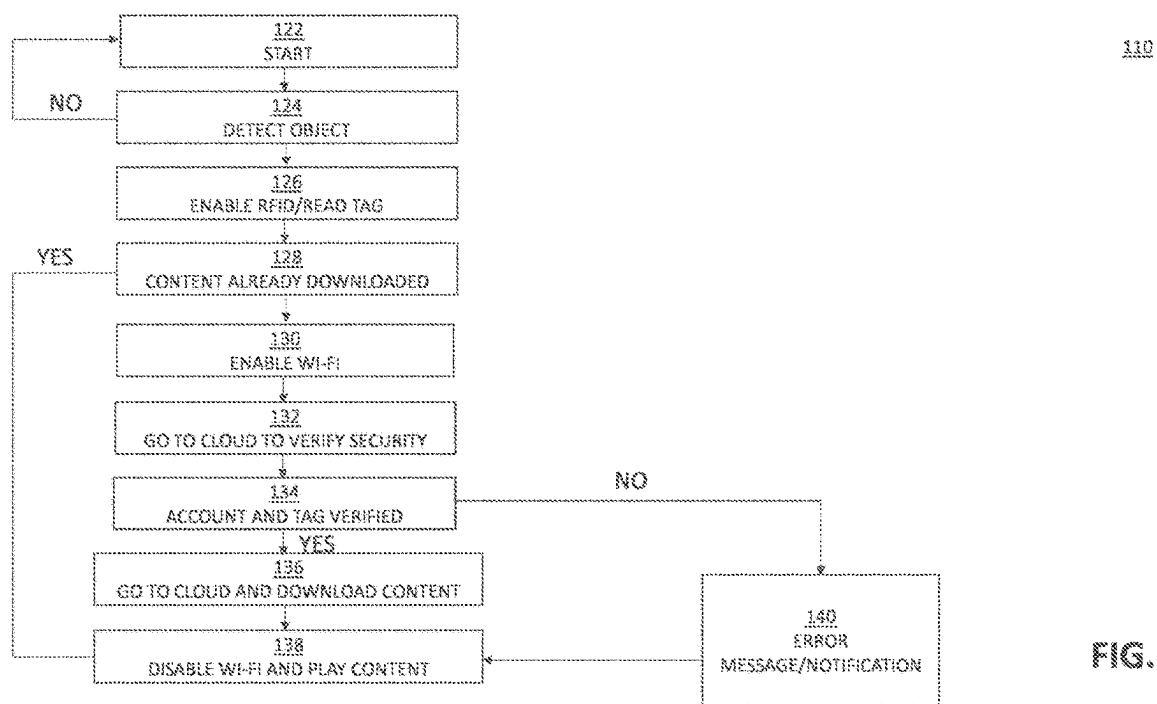 122
START
110
NO
124
DETECT OBJECT
126
ENABLE RFID/READ TAG
YES
128
CONTENT ALREADY DOWNLOADED
130
ENABLE WI-FI
132
GO TO CLOUD TO VERIFY SECURITY
134
ACCOUNT AND TAG VERIFIED
NO
YES
136
GO TO CLOUD AND DOWNLOAD CONTENT
138
DISABLE WI-FI AND PLAY CONTENT
140
ERROR
MESSAGE/NOTIFICATION
FIG.